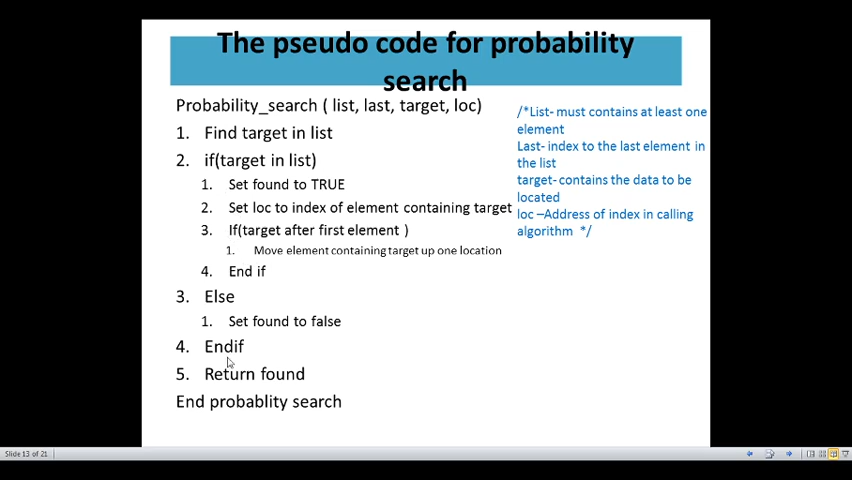 The pseudo code for probability
search
Probability_search ( list, last, target, loc)
1. Find target in list
2. if(target in list)
1. Set found to TRUE
2. Set loc to index of element containing target
3. If(target after first element )
1. Move element containing target up one location
4. End if
3. Else
1. Set found to false
4. Endif
5. Return found
End probablity search
/*List- must contains at least one
element
Last- index to the last element in
the list
target- contains the data to be
located
loc –Address of index in calling
algorithm */
Slide 13 of 21